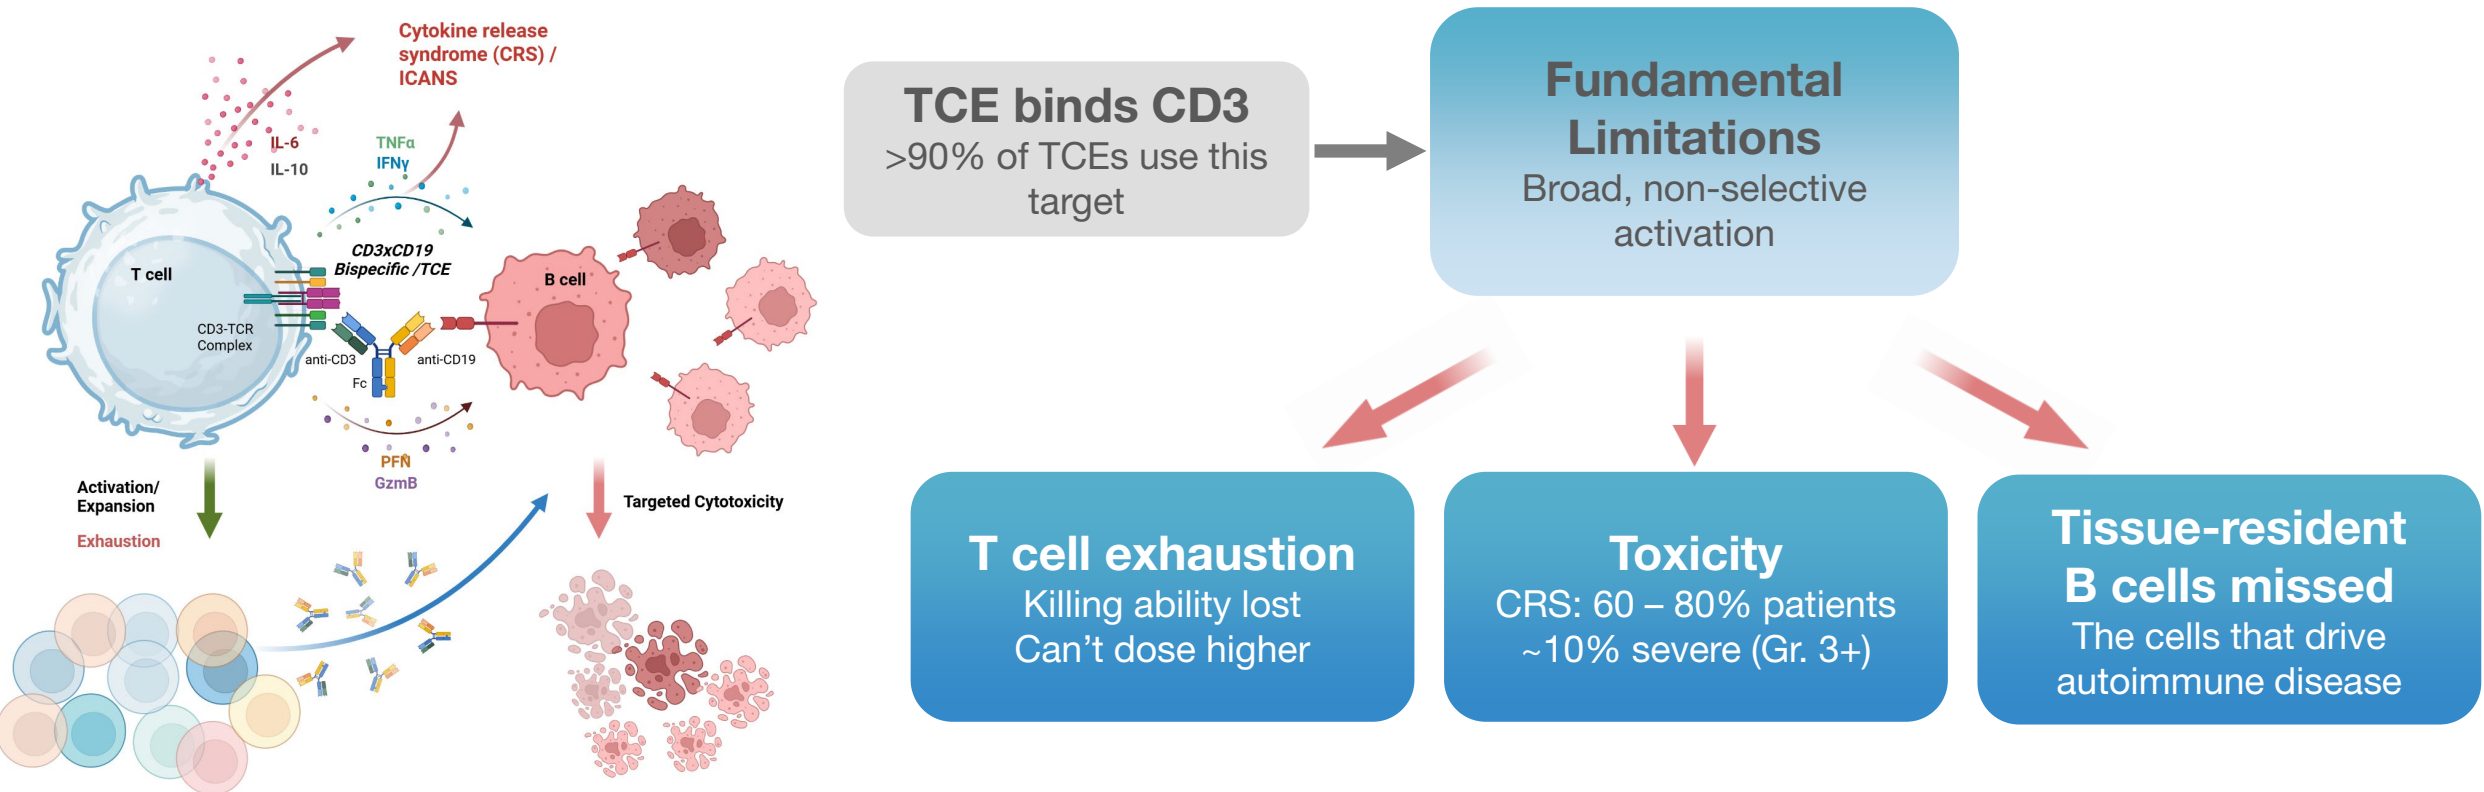 Cytokine release
syndrome (CRS) /
ICANS
IL-6
IL-10
TNFα
IFNγ
CD3xCD19
Bispecific /TCE
T cell
B cell
CD3-TCR
Complex
anti-CD3
anti-CD19
Fc
PFN
GzmB
Activation/
Expansion
Exhaustion
Targeted Cytotoxicity
TCE binds CD3
>90% of TCEs use this
target
Fundamental
Limitations
Broad, non-selective
activation
T cell exhaustion
Killing ability lost
Can’t dose higher
Toxicity
CRS: 60 – 80% patients
~10% severe (Gr. 3+)
Tissue-resident
B cells missed
The cells that drive
autoimmune disease